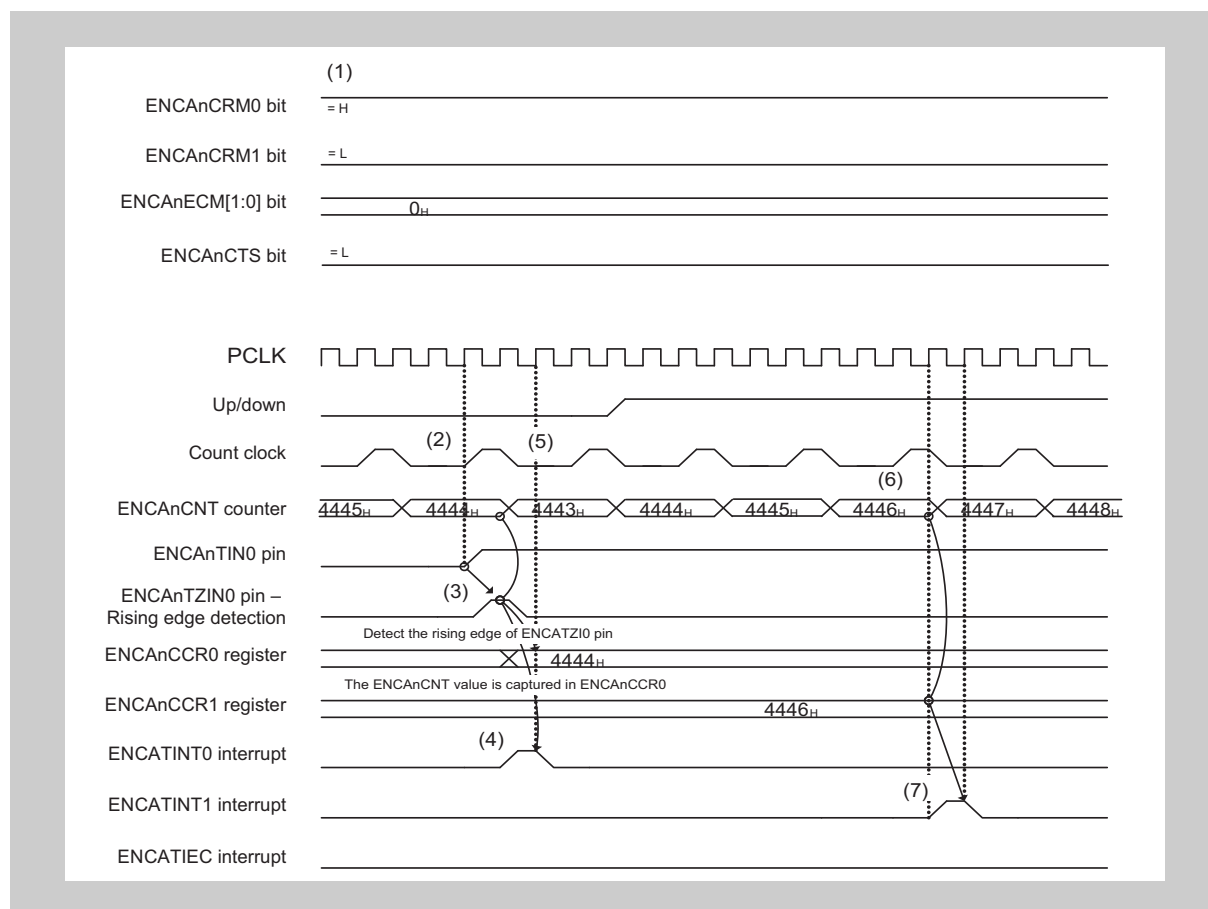 (1)
ENCAnCRM0 bit = H
ENCAnCRM1 bit = L
ENCAnECM[1:0] bit 0H
ENCAnCTS bit = L
PCLK
Up/down
(2) (5)
Count clock
(6)
ENCAnCNT counter 4445H 4444H 4443H 4444H 4445H 4446H 4447H 4448H
ENCAnTIN0 pin
(3)
ENCAnTZIN0 pin –
Rising edge detection
Detect the rising edge of ENCATZI0 pin
ENCAnCCR0 register 4444H
The ENCAnCNT value is captured in ENCAnCCR0
ENCAnCCR1 register 4446H
(4)
ENCATINT0 interrupt
(7)
ENCATINT1 interrupt
ENCATIEC interrupt